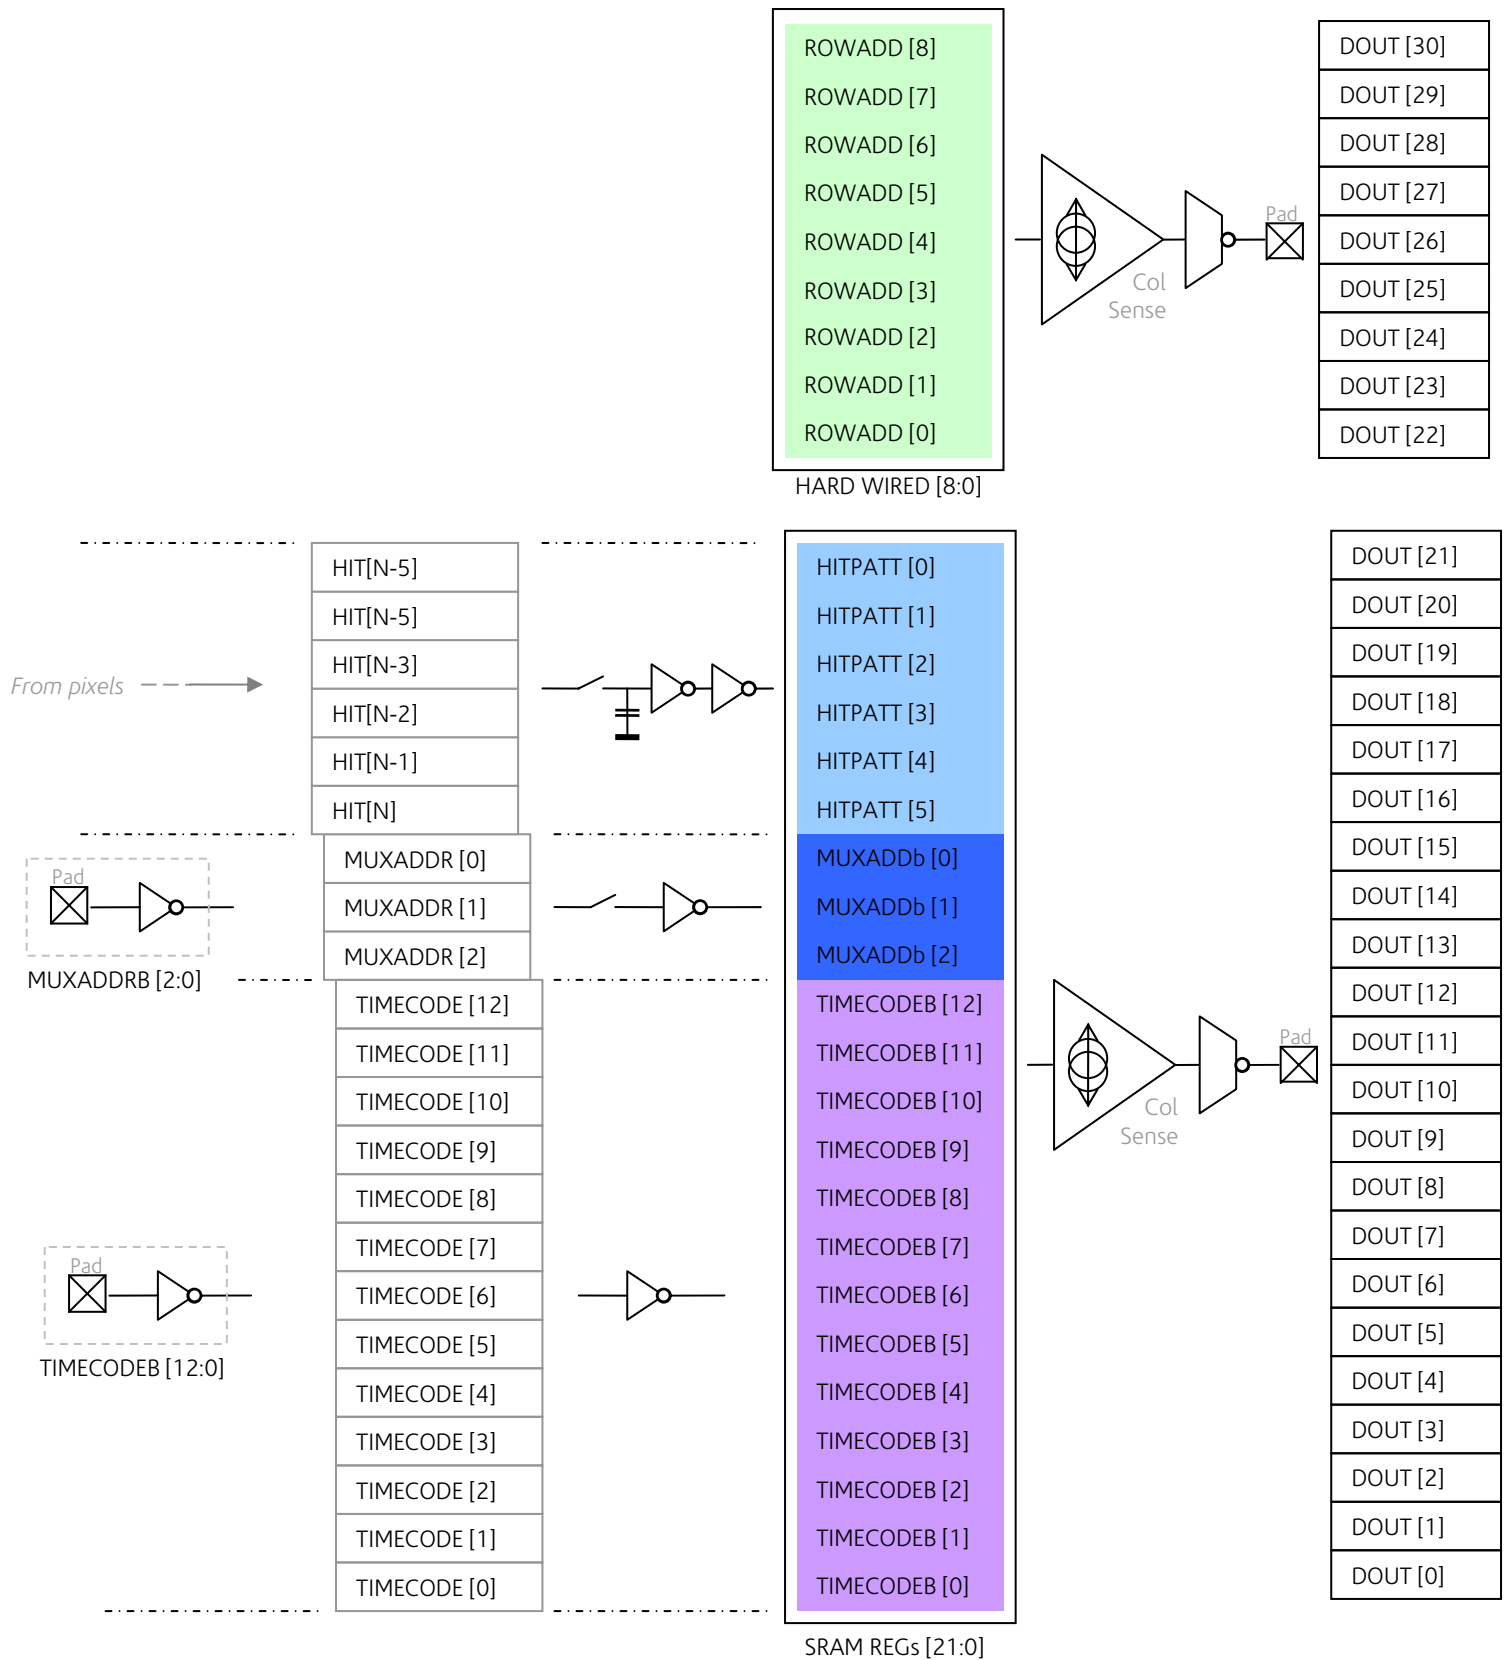 ROWADD [8]
ROWADD [7]
ROWADD [6]
ROWADD [5]
ROWADD [4]
ROWADD [3]
ROWADD [2]
ROWADD [1]
ROWADD [0]
HARD WIRED [8:0]
Col
Sense
Pad
DOUT [30]
DOUT [29]
DOUT [28]
DOUT [27]
DOUT [26]
DOUT [25]
DOUT [24]
DOUT [23]
DOUT [22]
From pixels
HIT[N-5]
HIT[N-5]
HIT[N-3]
HIT[N-2]
HIT[N-1]
HIT[N]
Pad
MUXADDRB [2:0]
MUXADDR [0]
MUXADDR [1]
MUXADDR [2]
Pad
TIMECODEB [12:0]
TIMECODE [12]
TIMECODE [11]
TIMECODE [10]
TIMECODE [9]
TIMECODE [8]
TIMECODE [7]
TIMECODE [6]
TIMECODE [5]
TIMECODE [4]
TIMECODE [3]
TIMECODE [2]
TIMECODE [1]
TIMECODE [0]
HITPATT [0]
HITPATT [1]
HITPATT [2]
HITPATT [3]
HITPATT [4]
HITPATT [5]
MUXADDb [0]
MUXADDb [1]
MUXADDb [2]
TIMECODEB [12]
TIMECODEB [11]
TIMECODEB [10]
TIMECODEB [9]
TIMECODEB [8]
TIMECODEB [7]
TIMECODEB [6]
TIMECODEB [5]
TIMECODEB [4]
TIMECODEB [3]
TIMECODEB [2]
TIMECODEB [1]
TIMECODEB [0]
SRAM REGs [21:0]
Col
Sense
Pad
DOUT [21]
DOUT [20]
DOUT [19]
DOUT [18]
DOUT [17]
DOUT [16]
DOUT [15]
DOUT [14]
DOUT [13]
DOUT [12]
DOUT [11]
DOUT [10]
DOUT [9]
DOUT [8]
DOUT [7]
DOUT [6]
DOUT [5]
DOUT [4]
DOUT [3]
DOUT [2]
DOUT [1]
DOUT [0]